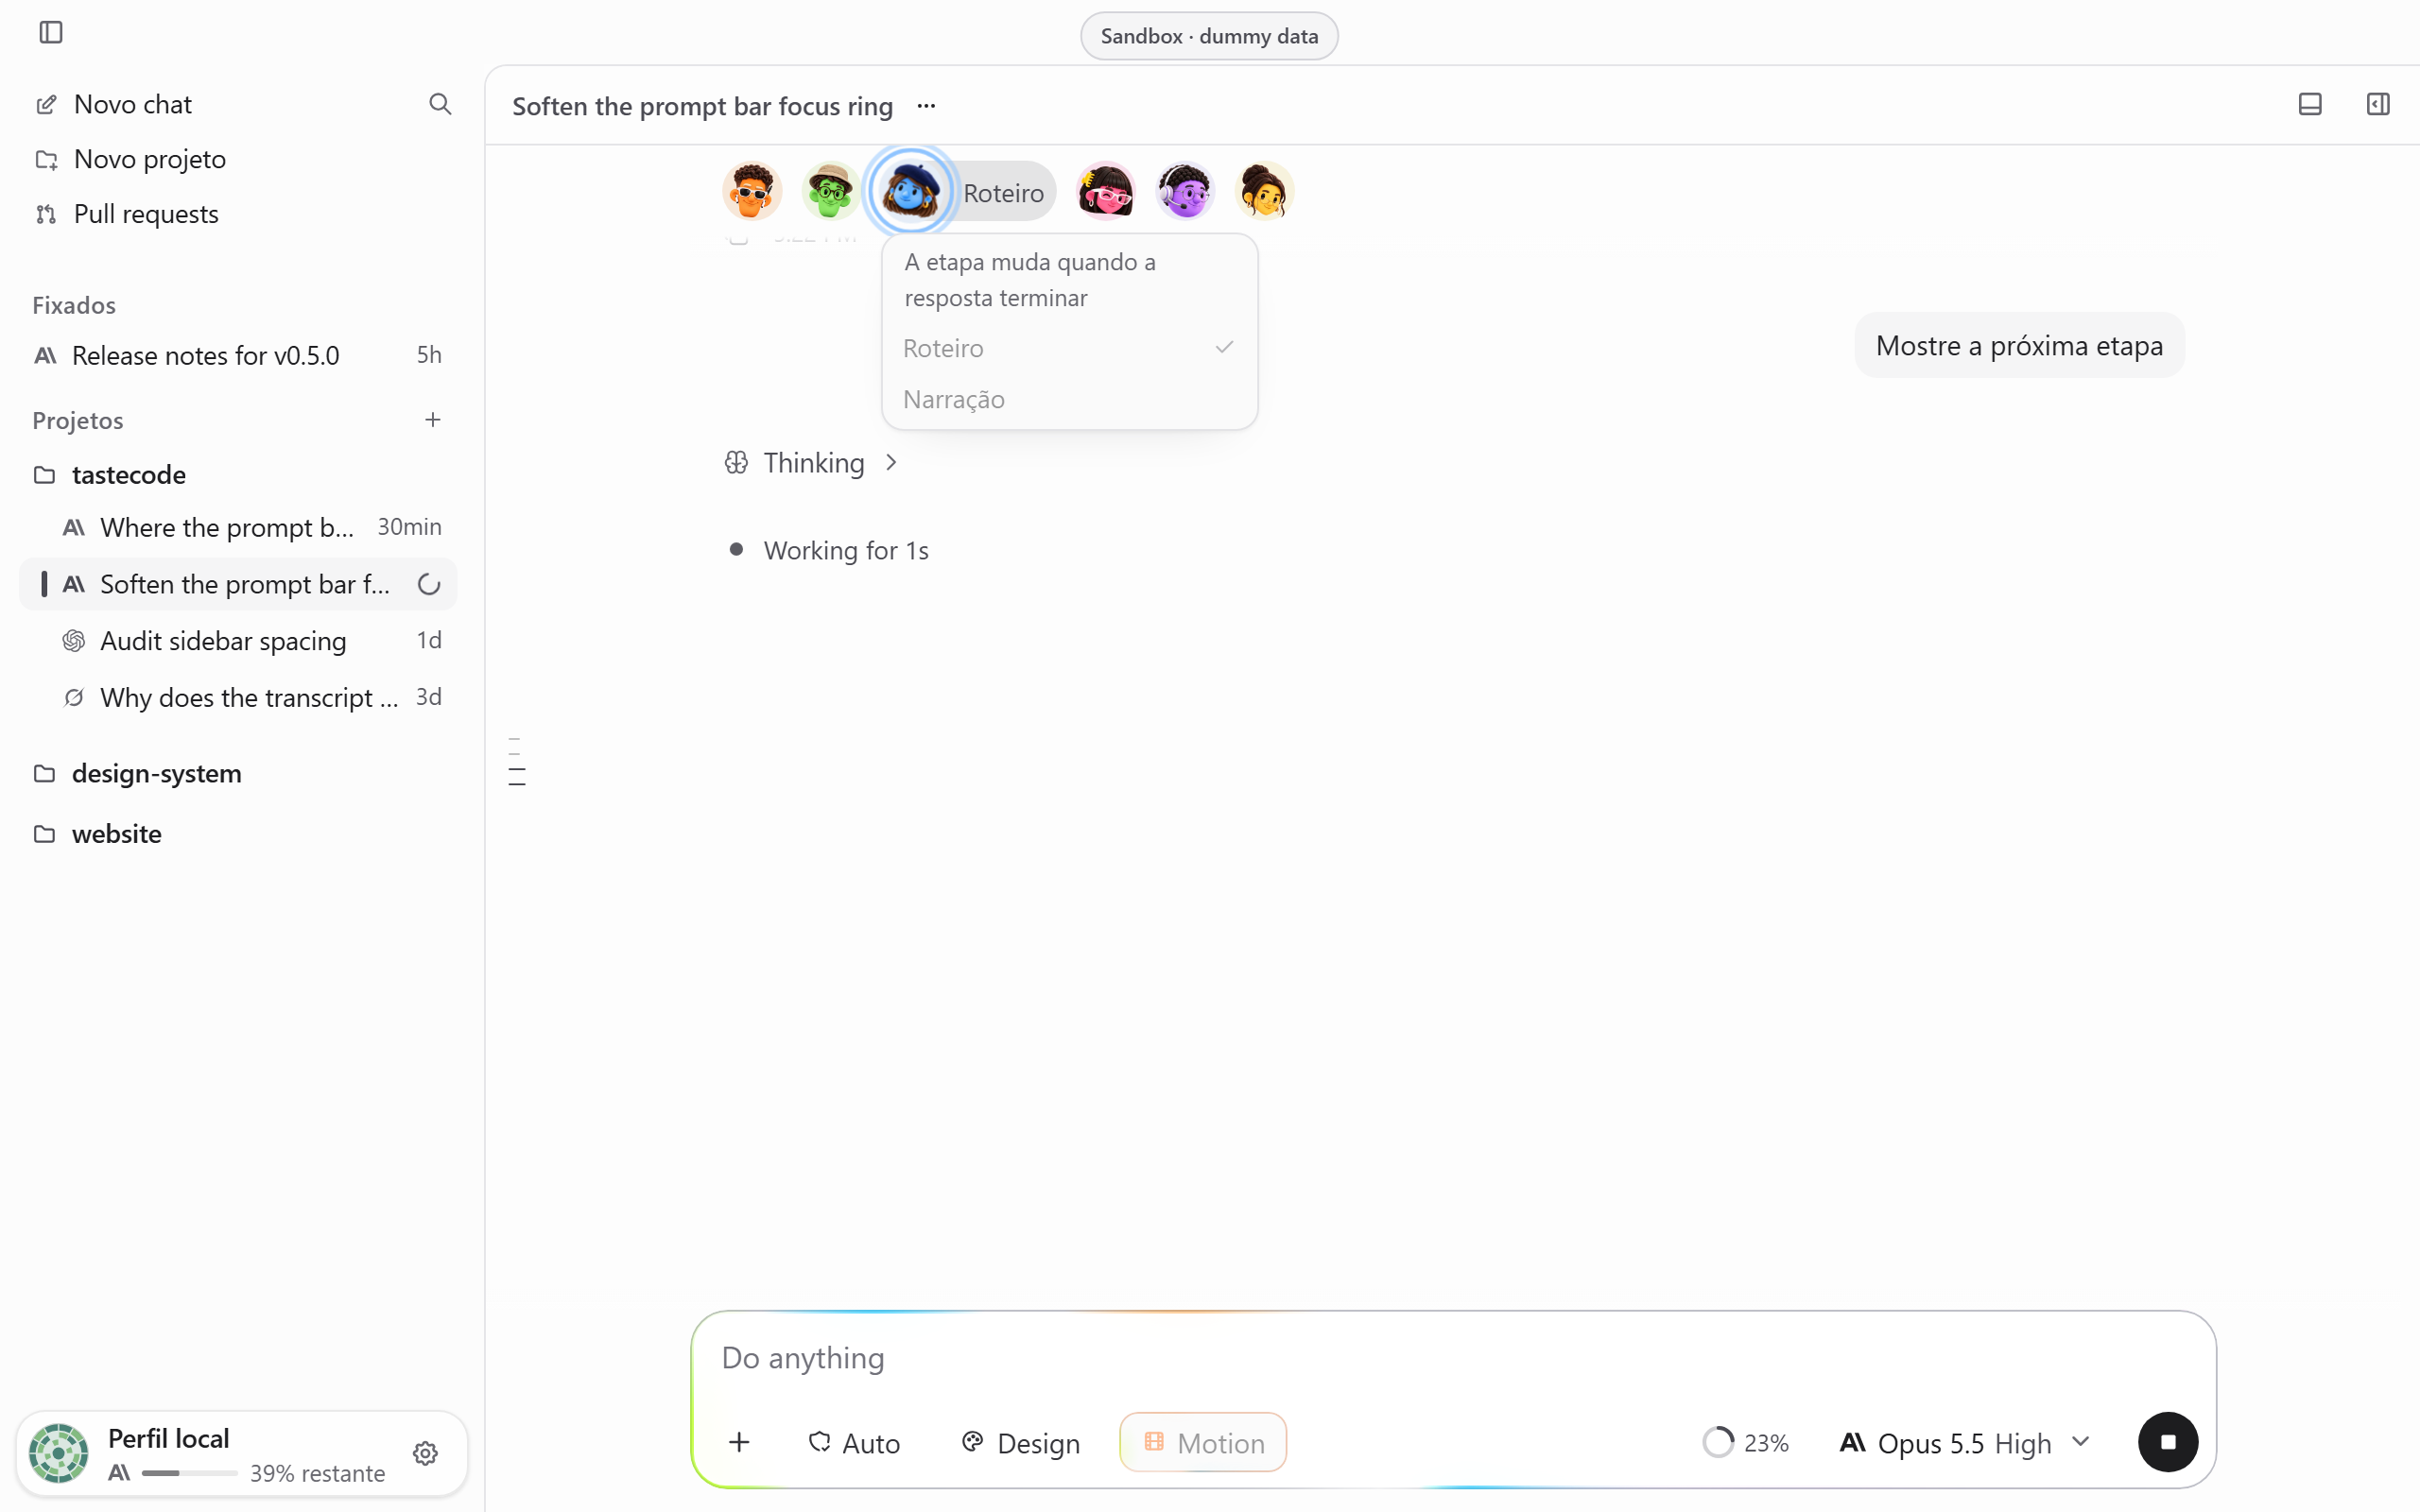 Sandbox · dummy data
Novo chat
Novo projeto
Pull requests
Fixados
Release notes for v0.5.0 5h
Projetos
tastecode
Where the prompt b... 30min
Soften the prompt bar f...
Audit sidebar spacing 1d
Why does the transcript ... 3d
design-system
website
Perfil local
39% restante
Soften the prompt bar focus ring
Roteiro
A etapa muda quando a
resposta terminar
Roteiro
Narração
Mostre a próxima etapa
Thinking
Working for 1s
Do anything
Auto Design Motion 23% Opus 5.5 High